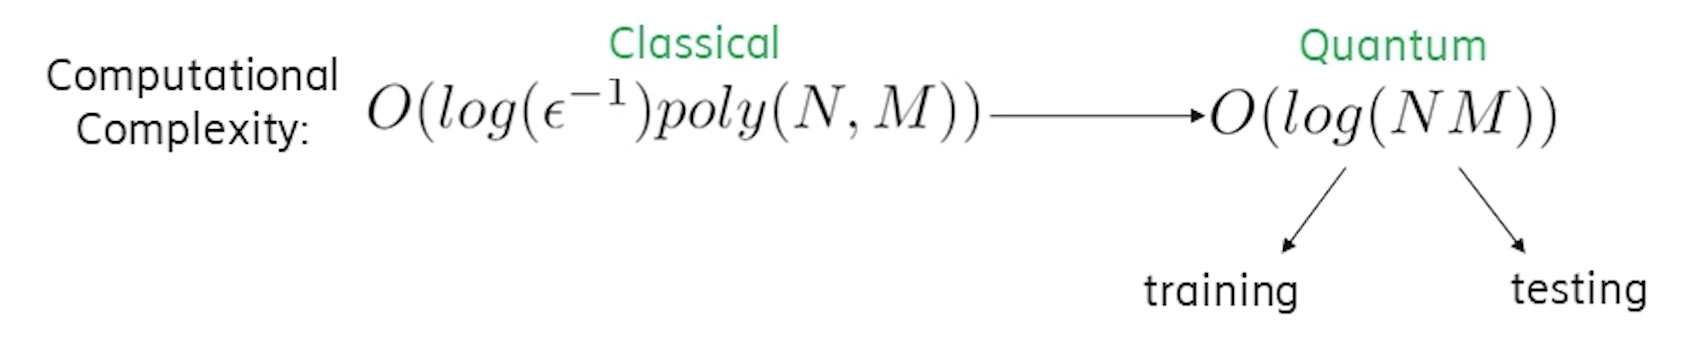 Classical
Quantum
Computational
Complexity:
O(log(ϵ⁻¹)poly(N, M))
O(log(NM))
training
testing